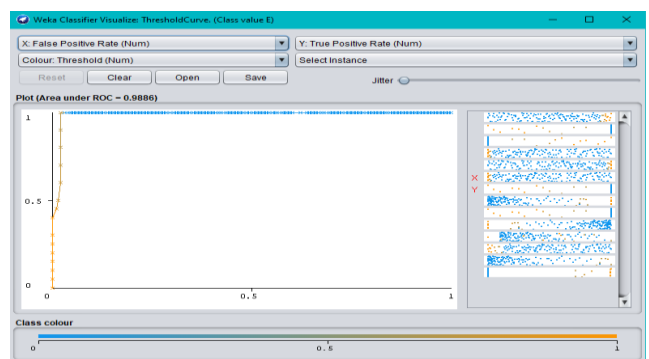 Weka Classifier Visualize: ThresholdCurve. (Class value E)
X: False Positive Rate (Num)
Y: True Positive Rate (Num)
Colour: Threshold (Num)
Select Instance
Reset
Clear
Open
Save
Jitter
Plot (Area under ROC = 0.9886)
1
0.5
0
0
0.5
1
X
Y
Class colour
0
0.5
1